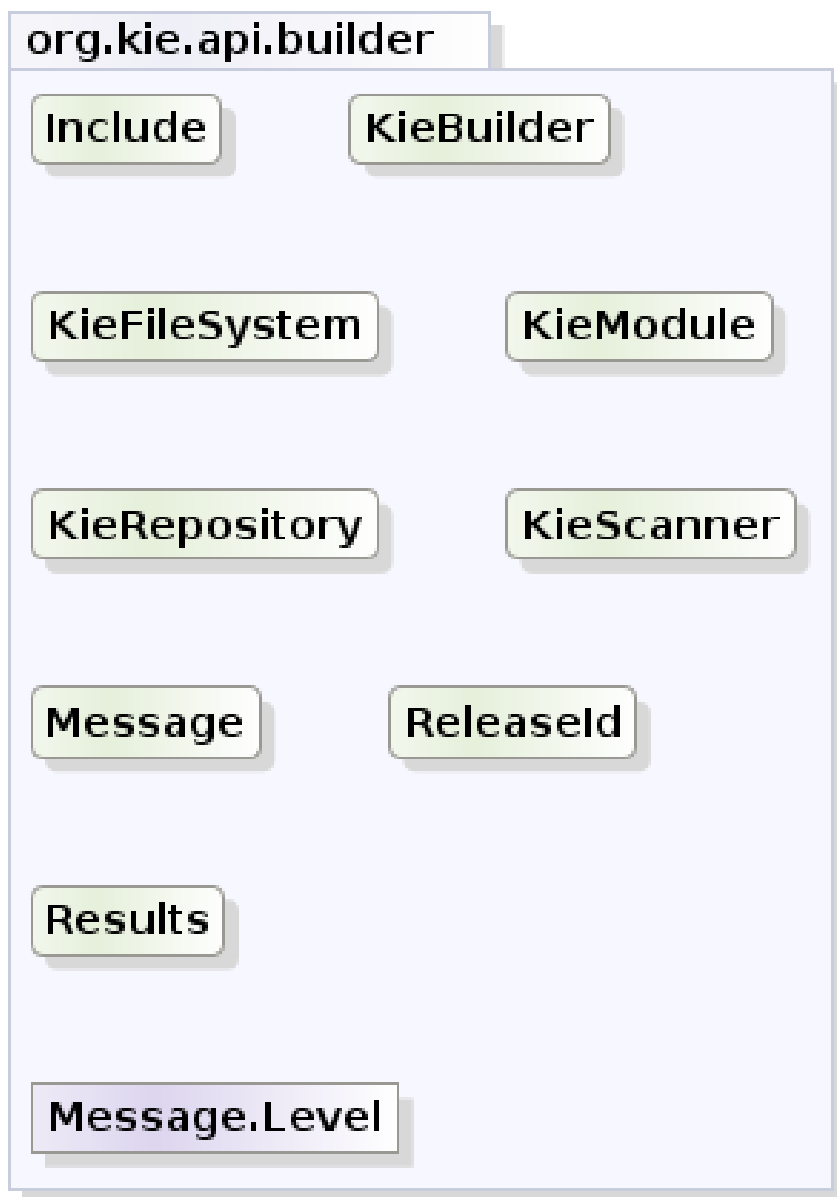 org.kie.api.builder
Include KieBuilder
KieFileSystem KieModule
KieRepository KieScanner
Message ReleaseId
Results
Message.Level